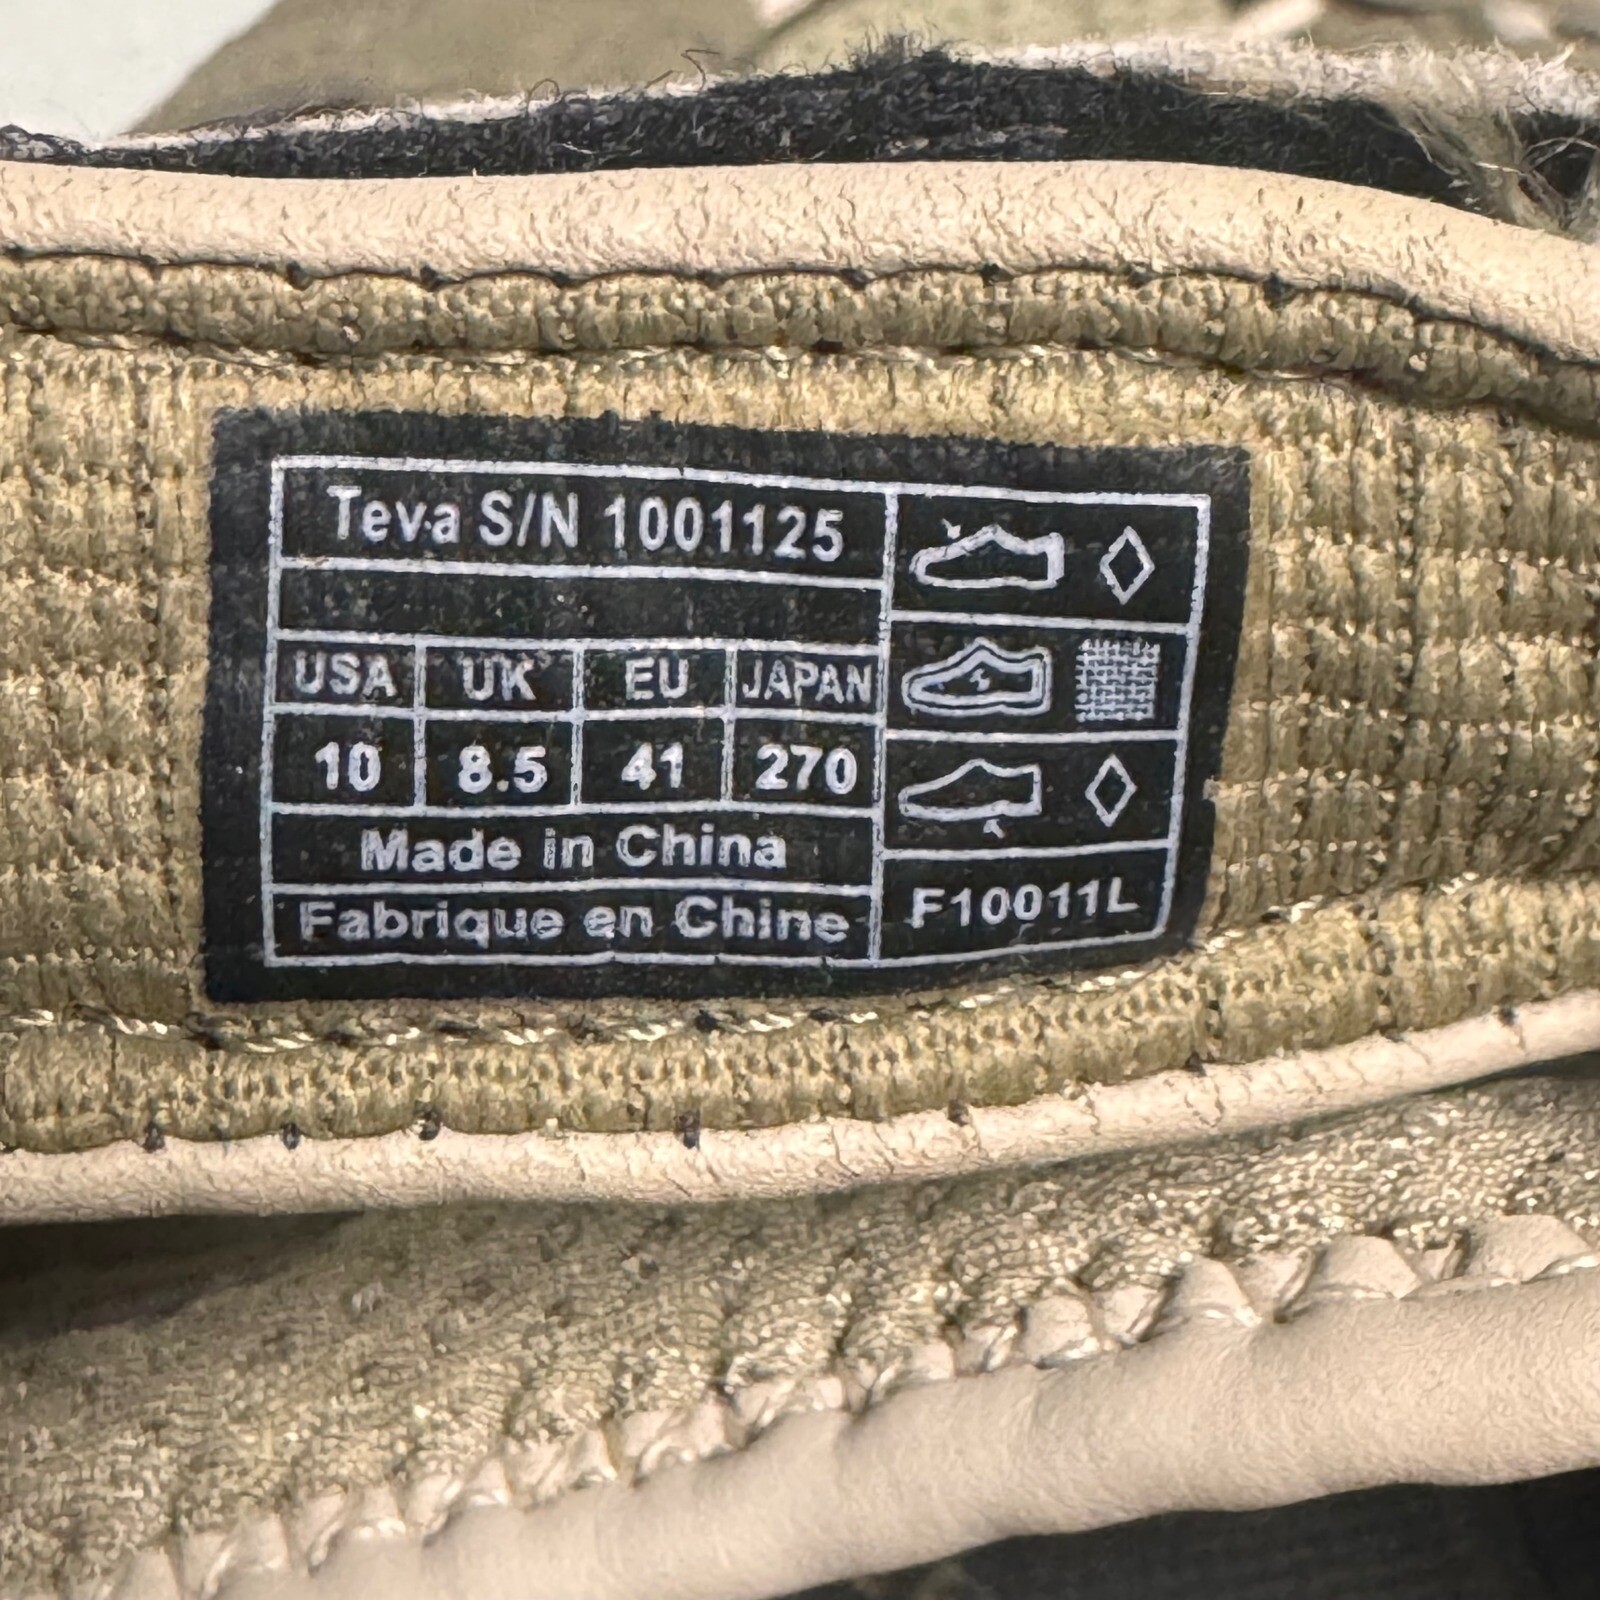 Teva S/N 1001125
USA UK EU JAPAN
10 8.5 41 270
Made in China
Fabrique en Chine
F10011L